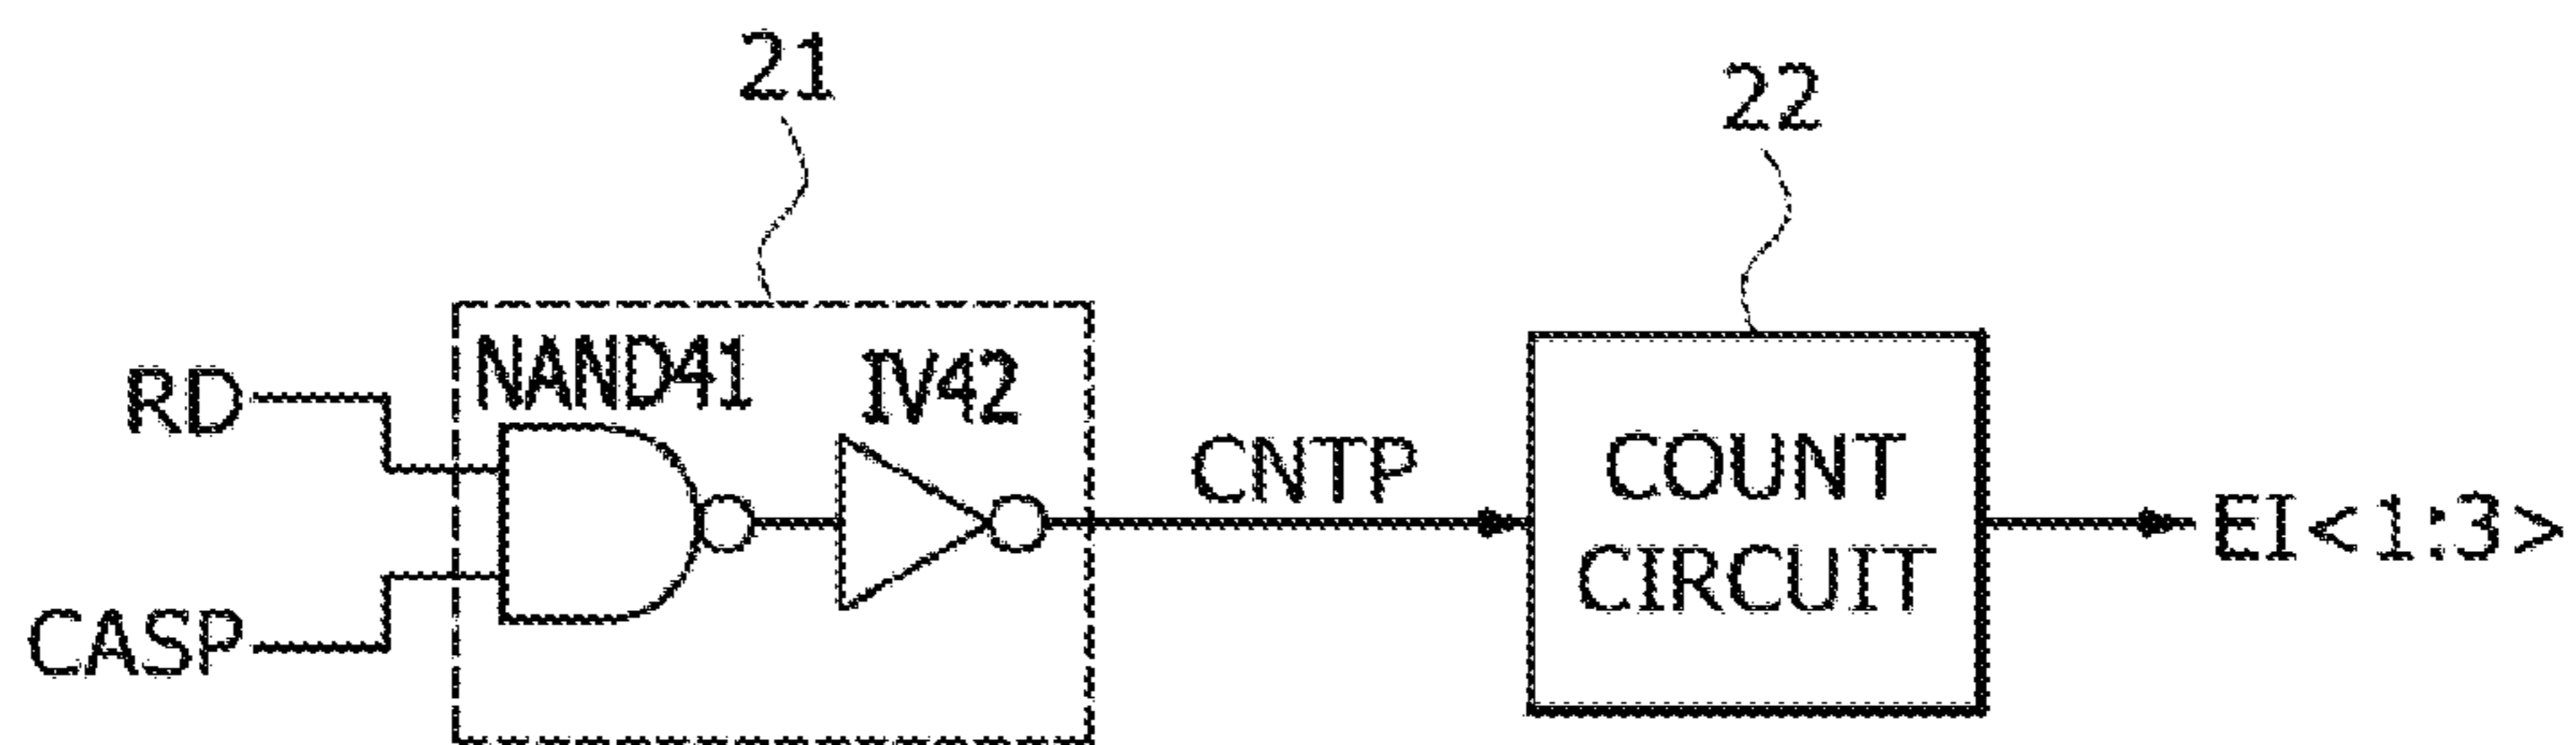 21
22
NAND41
IV42
RD
CNTP
COUNT
CIRCUIT
EI<1:3>
CASP